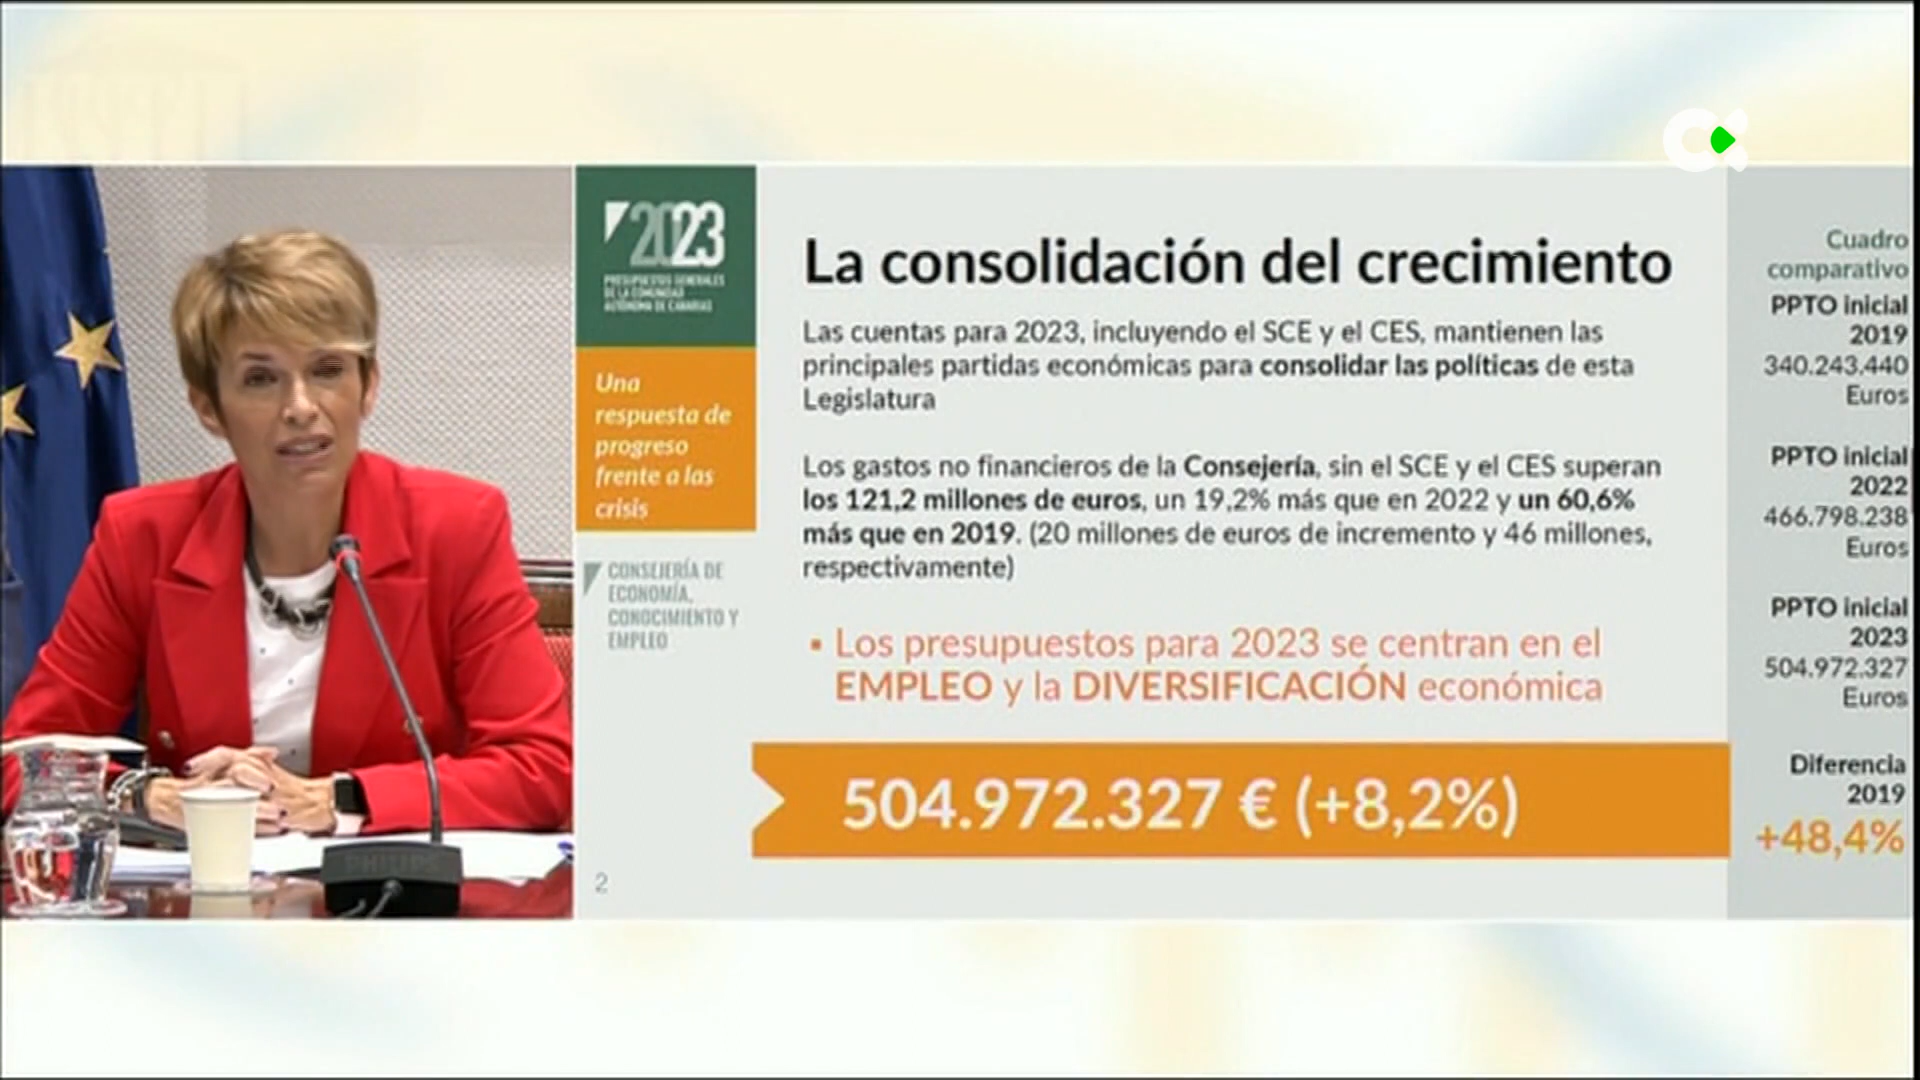 2023
PRESUPUESTOS GENERALES
DE LA COMUNIDAD
AUTÓNOMA DE CANARIAS
Una
respuesta de
progreso
frente a las
crisis
CONSEJERÍA DE
ECONOMÍA,
CONOCIMIENTO Y
EMPLEO
2
La consolidación del crecimiento
Las cuentas para 2023, incluyendo el SCE y el CES, mantienen las
principales partidas económicas para consolidar las políticas de esta
Legislatura
Los gastos no financieros de la Consejería, sin el SCE y el CES superan
los 121,2 millones de euros, un 19,2% más que en 2022 y un 60,6%
más que en 2019. (20 millones de euros de incremento y 46 millones,
respectivamente)
▪ Los presupuestos para 2023 se centran en el
EMPLEO y la DIVERSIFICACIÓN económica
504.972.327 € (+8,2%)
Cuadro
comparativo
PPTO inicial
2019
340.243.440
Euros
PPTO inicial
2022
466.798.238
Euros
PPTO inicial
2023
504.972.327
Euros
Diferencia
2019
+48,4%
PHILIPS